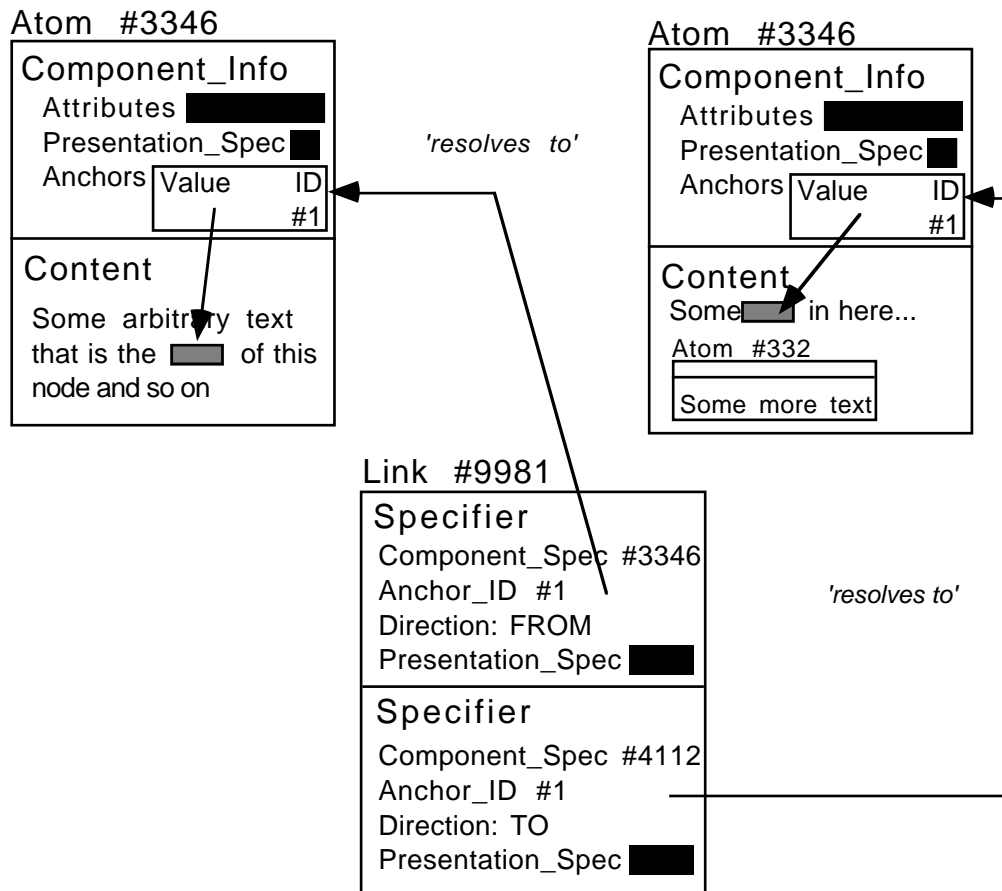 Atom #3346
Component_Info
Attributes
Presentation_Spec
Anchors
Value ID
#1
Content
Some arbitrary text
that is the of this
node and so on
'resolves to'
Atom #3346
Component_Info
Attributes
Presentation_Spec
Anchors
Value ID
#1
Content
Some in here...
Atom #332
Some more text
Link #9981
Specifier
Component_Spec #3346
Anchor_ID #1
Direction: FROM
Presentation_Spec
'resolves to'
Specifier
Component_Spec #4112
Anchor_ID #1
Direction: TO
Presentation_Spec